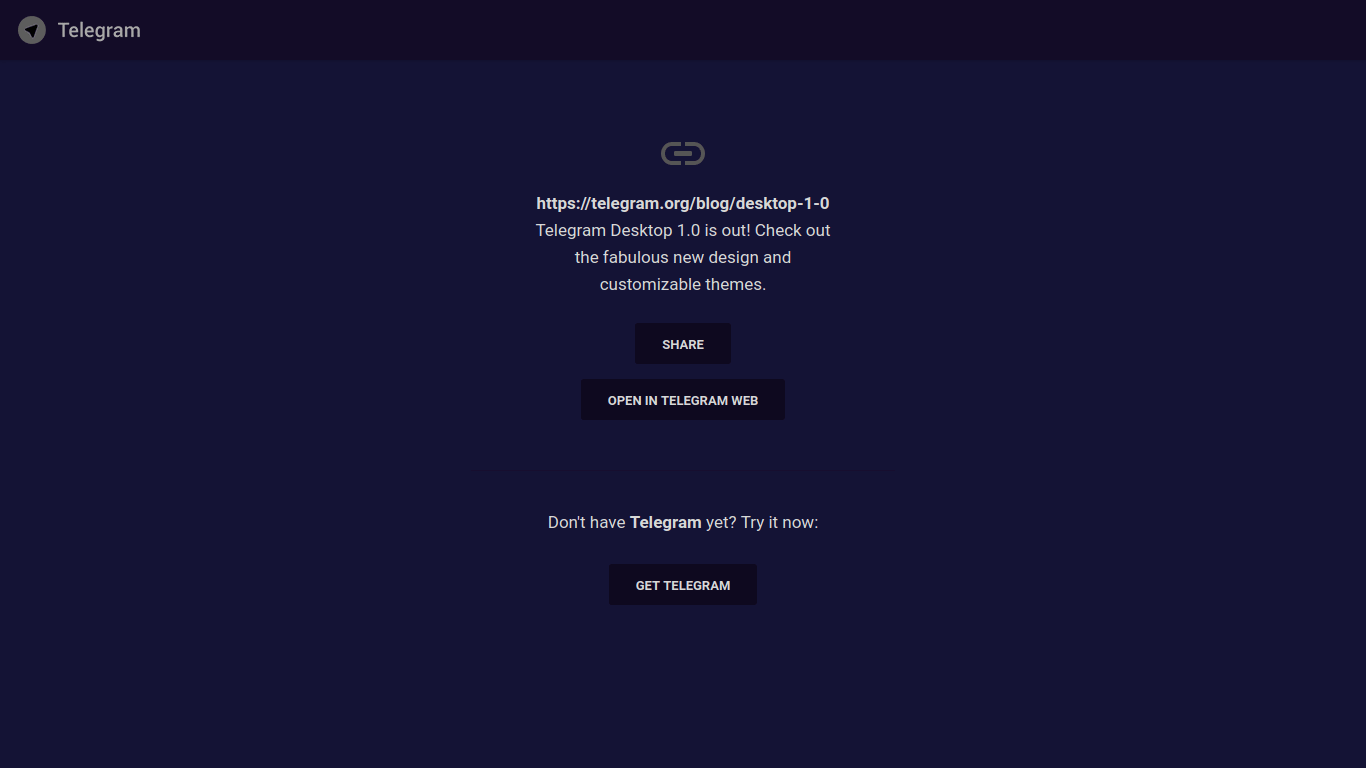 Telegram
https://telegram.org/blog/desktop-1-0
Telegram Desktop 1.0 is out! Check out
the fabulous new design and
customizable themes.
SHARE
OPEN IN TELEGRAM WEB
Don't have Telegram yet? Try it now:
GET TELEGRAM